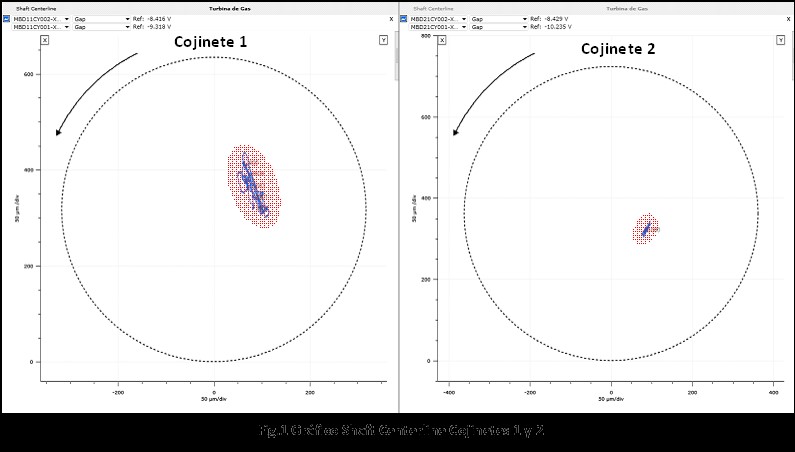 Shaft Centerline Turbina de Gas
MBD11CY002-X... Gap Ref: -8.416 V X
MBD11CY001-X... Gap Ref: -9.318 V
X Cojinete 1 Y
600
400
200
0
50 µm/div
-200 0 200
50 µm/div
Shaft Centerline Turbina de Gas
MBD21CY002-X... Gap Ref: -8.429 V X
MBD21CY001-X... Gap Ref: -10.235 V
800
X Cojinete 2 Y
600
400
200
0
50 µm/div
-400 -200 0 200 400
50 µm/div
Fig.1 Gráfico Shaft Centerline Cojinetes 1 y 2